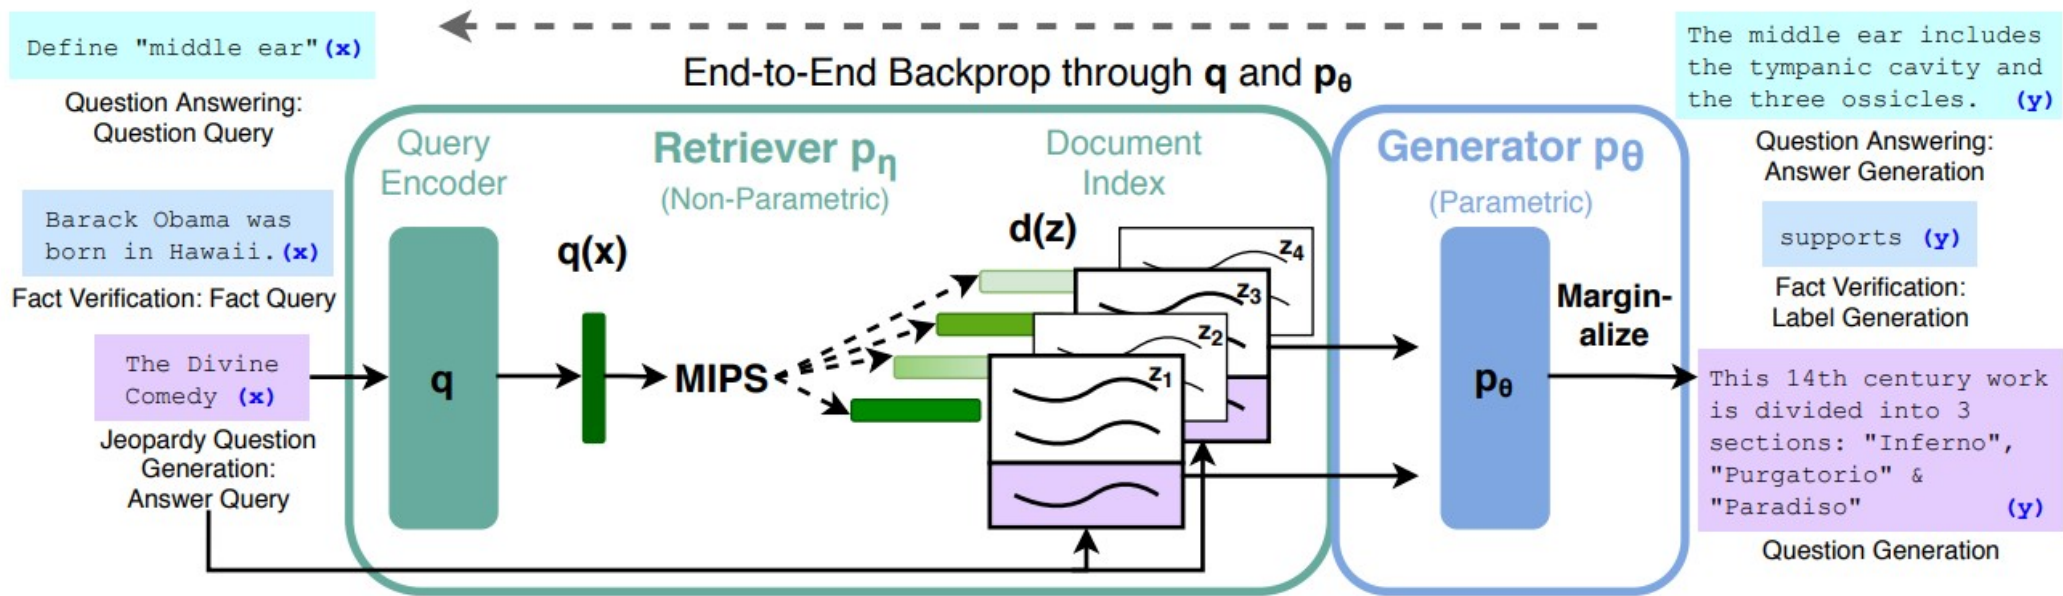 Define "middle ear" (x)
Question Answering:
Question Query
Barack Obama was
born in Hawaii. (x)
Fact Verification: Fact Query
The Divine
Comedy (x)
Jeopardy Question
Generation:
Answer Query
End-to-End Backprop through q and pθ
Query
Encoder
q
q(x)
Retriever pη
(Non-Parametric)
MIPS
Document
Index
d(z)
z4
z3
z2
z1
Generator pθ
(Parametric)
pθ
Margin-
alize
The middle ear includes
the tympanic cavity and
the three ossicles. (y)
Question Answering:
Answer Generation
supports (y)
Fact Verification:
Label Generation
This 14th century work
is divided into 3
sections: "Inferno",
"Purgatorio" &
"Paradiso" (y)
Question Generation